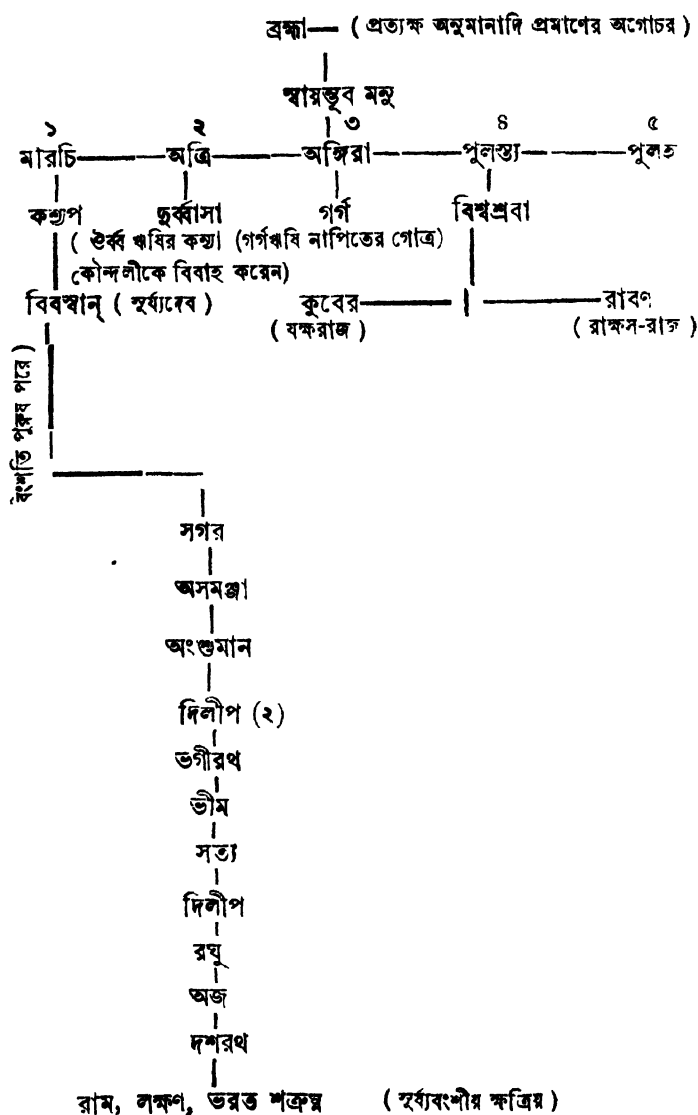 ব্রহ্মা— ( প্রত্যক্ষ অনুমানাদি প্রমাণের অগোচর )
স্বায়ম্ভূব মনু
১ ২ ৩ ৪ ৫
মারচি— —অত্রি— —অঙ্গিরা— —পুলস্ত্য— —পুলহ
কশ্যপ দুর্ব্বাসা গর্গ বিশ্বশ্রবা
( ঔর্ব্ব ঋষির কন্যা (গর্গঋষি নাপিতের গোত্র)
কৌন্দলীকে বিবাহ করেন)
বিবস্বান্ ( সূর্য্যদেব ) কুবের রাবণ
( যক্ষরাজ ) ( রাক্ষস-রাজ )
বিংশতি পুরুষ পরে)
সগর
অসমঞ্জা
অংশুমান
দিলীপ (২)
ভগীরথ
ভীম
সত্য
দিলীপ
রঘু
অজ
দশরথ
রাম, লক্ষণ, ভরত শত্রুঘ্ন ( সূর্য্যবংশীয় ক্ষত্রিয় )